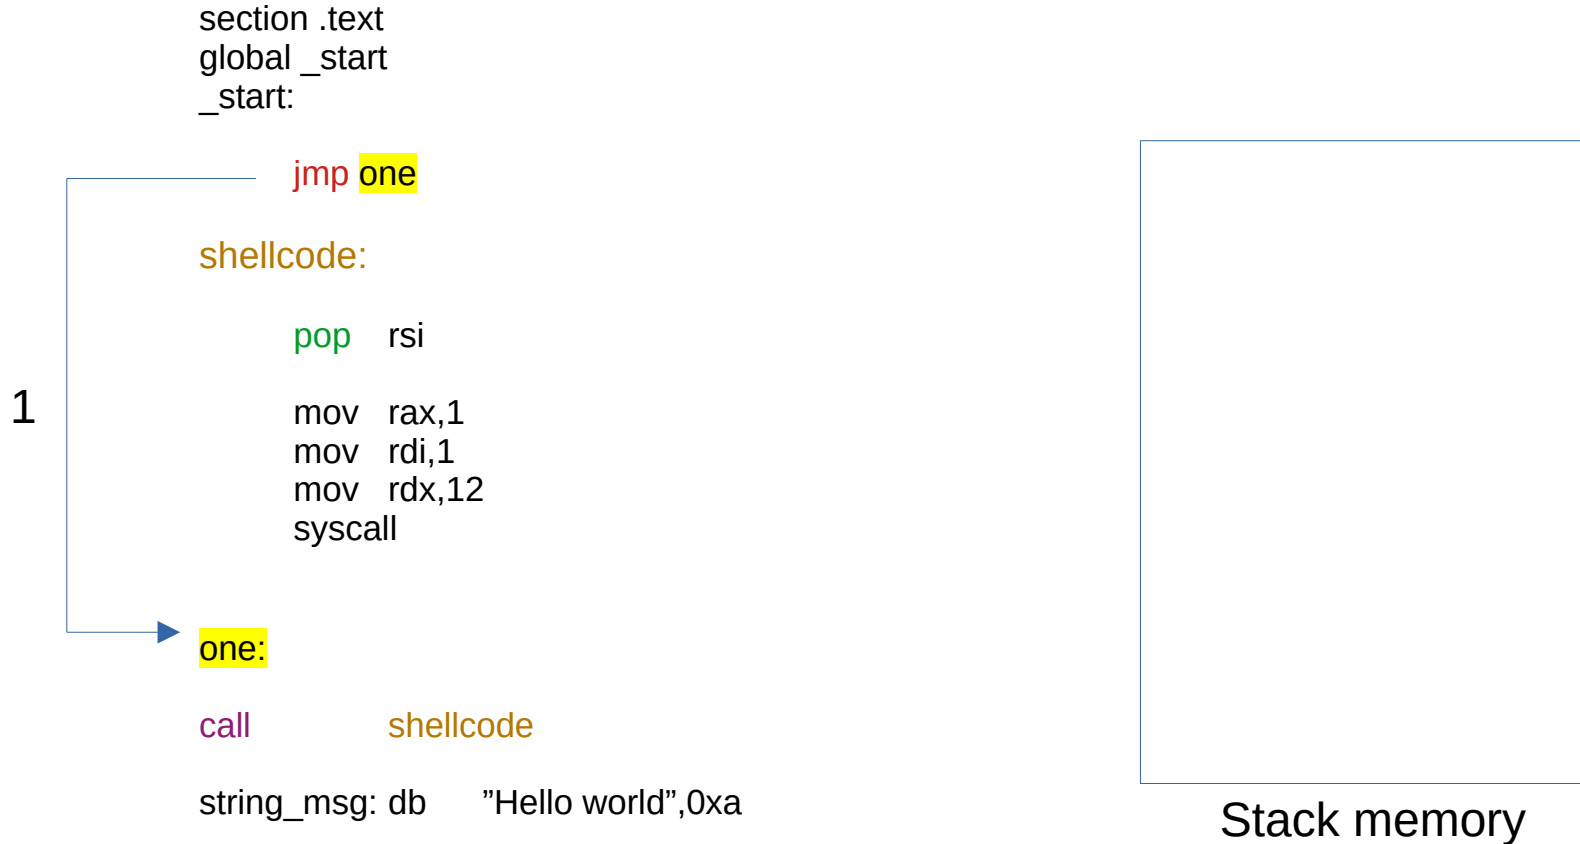 section .text
global _start
_start:
jmp one
shellcode:
pop rsi
1
mov rax,1
mov rdi,1
mov rdx,12
syscall
one:
call shellcode
string_msg: db ”Hello world”,0xa
Stack memory